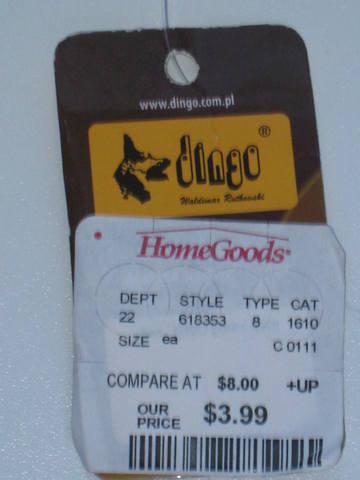 www.dingo.com.pl
dingo®
Waldemar Rutkowski
HomeGoods
DEPT STYLE TYPE CAT
22 618353 8 1610
SIZE ea C 0111
COMPARE AT $8.00 +UP
OUR PRICE $3.99